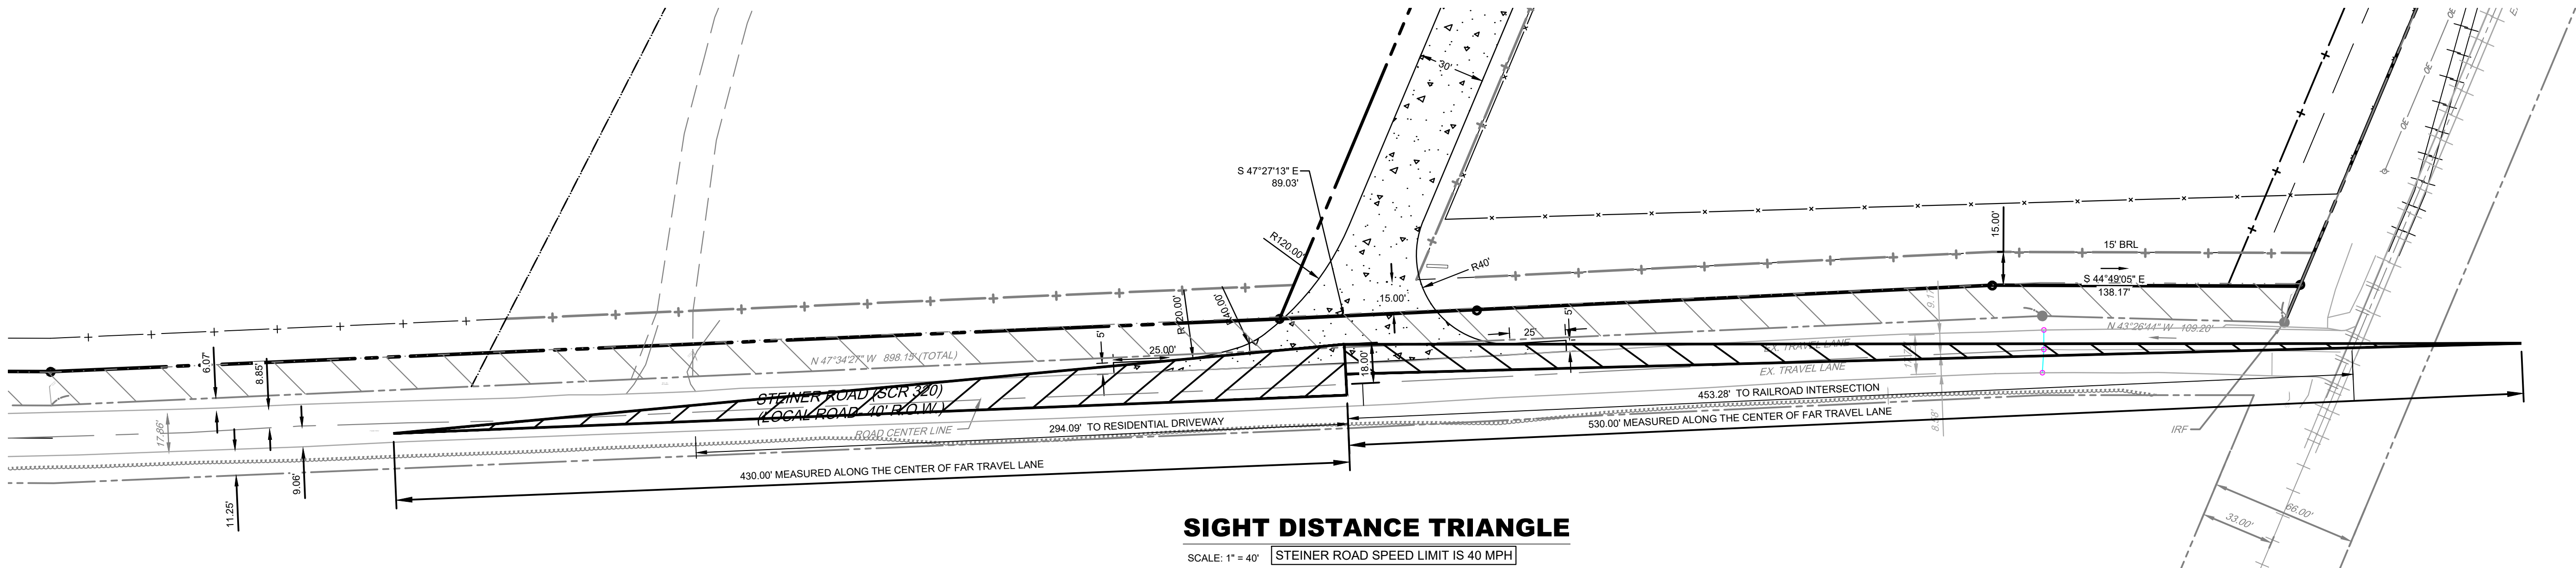 30'
S 47°27'13" E
89.03'
R120.00'
R40'
15.00'
15.00'
15' BRL
S 44°49'05" E
138.17'
N 43°26'44" W 109.20'
R120.00'
R40.00'
5'
25.00'
25'
5'
6.07'
8.85'
N 47°34'27" W 898.15' (TOTAL)
18.00'
EX. TRAVEL LANE
EX. TRAVEL LANE
STEINER ROAD (SCR 320)
(LOCAL ROAD 40' R.O.W.)
ROAD CENTER LINE
17.86'
453.28' TO RAILROAD INTERSECTION
294.09' TO RESIDENTIAL DRIVEWAY
530.00' MEASURED ALONG THE CENTER OF FAR TRAVEL LANE
430.00' MEASURED ALONG THE CENTER OF FAR TRAVEL LANE
9.06'
11.25'
IRF
66.00'
33.00'
OE
OE
OE
SIGHT DISTANCE TRIANGLE
SCALE: 1" = 40'
STEINER ROAD SPEED LIMIT IS 40 MPH